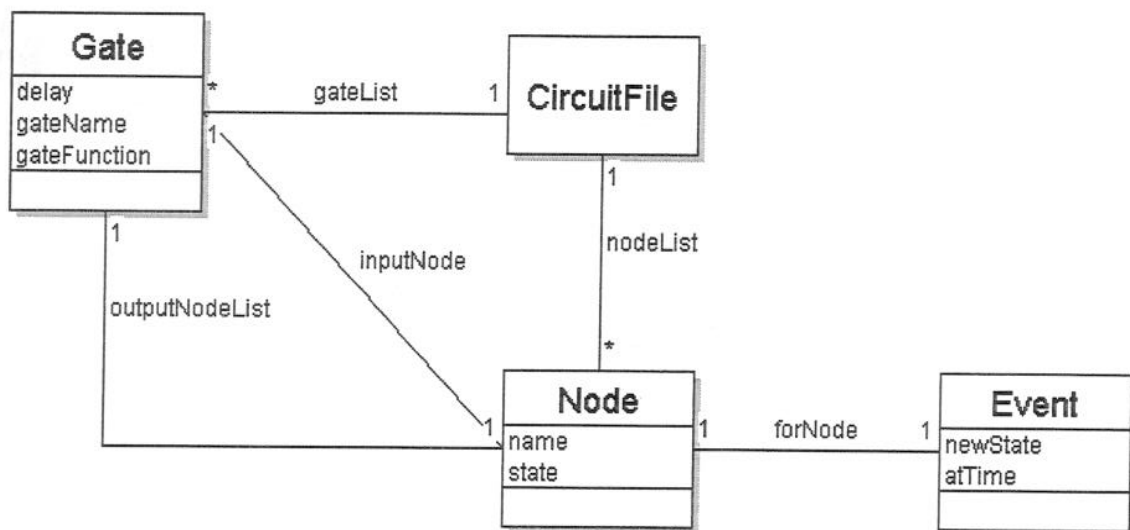 Gate
delay
gateName
gateFunction
*
gateList
1
CircuitFile
1
1
nodeList
*
inputNode
1
outputNodeList
1
Node
name
state
1
forNode
1
Event
newState
atTime